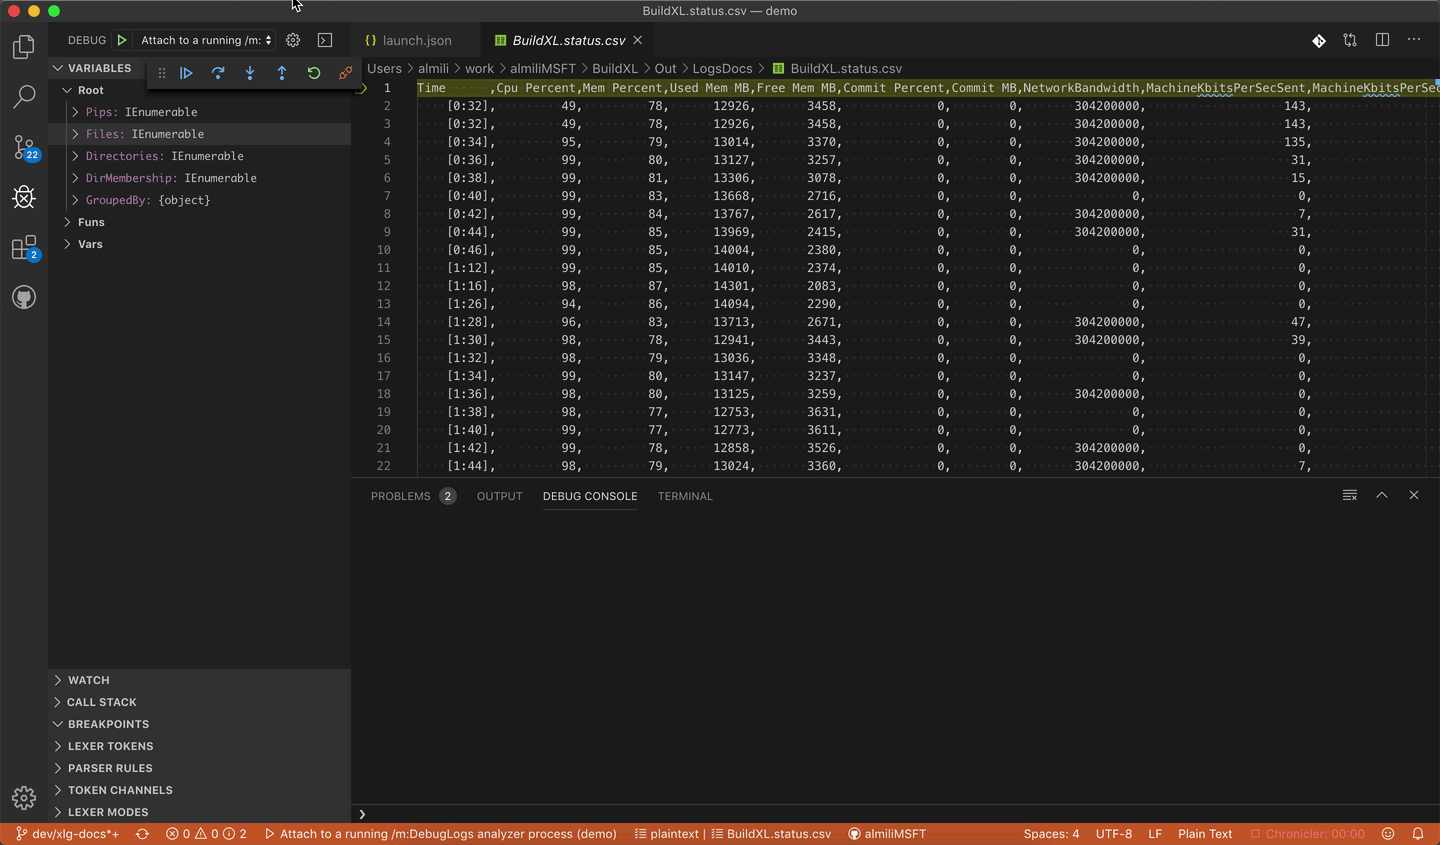 BuildXL.status.csv — demo
DEBUG Attach to a running /m:
{} launch.json
BuildXL.status.csv
VARIABLES
Users > almili > work > almiliMSFT > BuildXL > Out > LogsDocs > BuildXL.status.csv
Root
Pips: IEnumerable
Files: IEnumerable
Directories: IEnumerable
DirMembership: IEnumerable
GroupedBy: {object}
Funs
Vars
22
2
1 Time ,Cpu Percent,Mem Percent,Used Mem MB,Free Mem MB,Commit Percent,Commit MB,NetworkBandwidth,MachineKbitsPerSecSent,MachineKbitsPerSec
2 [0:32], 49, 78, 12926, 3458, 0, 0, 304200000, 143,
3 [0:32], 49, 78, 12926, 3458, 0, 0, 304200000, 143,
4 [0:34], 95, 79, 13014, 3370, 0, 0, 304200000, 135,
5 [0:36], 99, 80, 13127, 3257, 0, 0, 304200000, 31,
6 [0:38], 99, 81, 13306, 3078, 0, 0, 304200000, 15,
7 [0:40], 99, 83, 13668, 2716, 0, 0, 0, 0,
8 [0:42], 99, 84, 13767, 2617, 0, 0, 304200000, 7,
9 [0:44], 99, 85, 13969, 2415, 0, 0, 304200000, 31,
10 [0:46], 99, 85, 14004, 2380, 0, 0, 0, 0,
11 [1:12], 99, 85, 14010, 2374, 0, 0, 0, 0,
12 [1:16], 98, 87, 14301, 2083, 0, 0, 0, 0,
13 [1:26], 94, 86, 14094, 2290, 0, 0, 0, 0,
14 [1:28], 96, 83, 13713, 2671, 0, 0, 304200000, 47,
15 [1:30], 98, 78, 12941, 3443, 0, 0, 304200000, 39,
16 [1:32], 98, 79, 13036, 3348, 0, 0, 0, 0,
17 [1:34], 99, 80, 13147, 3237, 0, 0, 0, 0,
18 [1:36], 98, 80, 13125, 3259, 0, 0, 304200000, 0,
19 [1:38], 98, 77, 12753, 3631, 0, 0, 0, 0,
20 [1:40], 99, 77, 12773, 3611, 0, 0, 0, 0,
21 [1:42], 99, 78, 12858, 3526, 0, 0, 304200000, 0,
22 [1:44], 98, 79, 13024, 3360, 0, 0, 304200000, 7,
PROBLEMS 2 OUTPUT DEBUG CONSOLE TERMINAL
WATCH
CALL STACK
BREAKPOINTS
LEXER TOKENS
PARSER RULES
TOKEN CHANNELS
LEXER MODES
dev/xlg-docs*+ 0 0 2 Attach to a running /m:DebugLogs analyzer process (demo) plaintext | BuildXL.status.csv almiliMSFT Spaces: 4 UTF-8 LF Plain Text Chronicler: 00:00